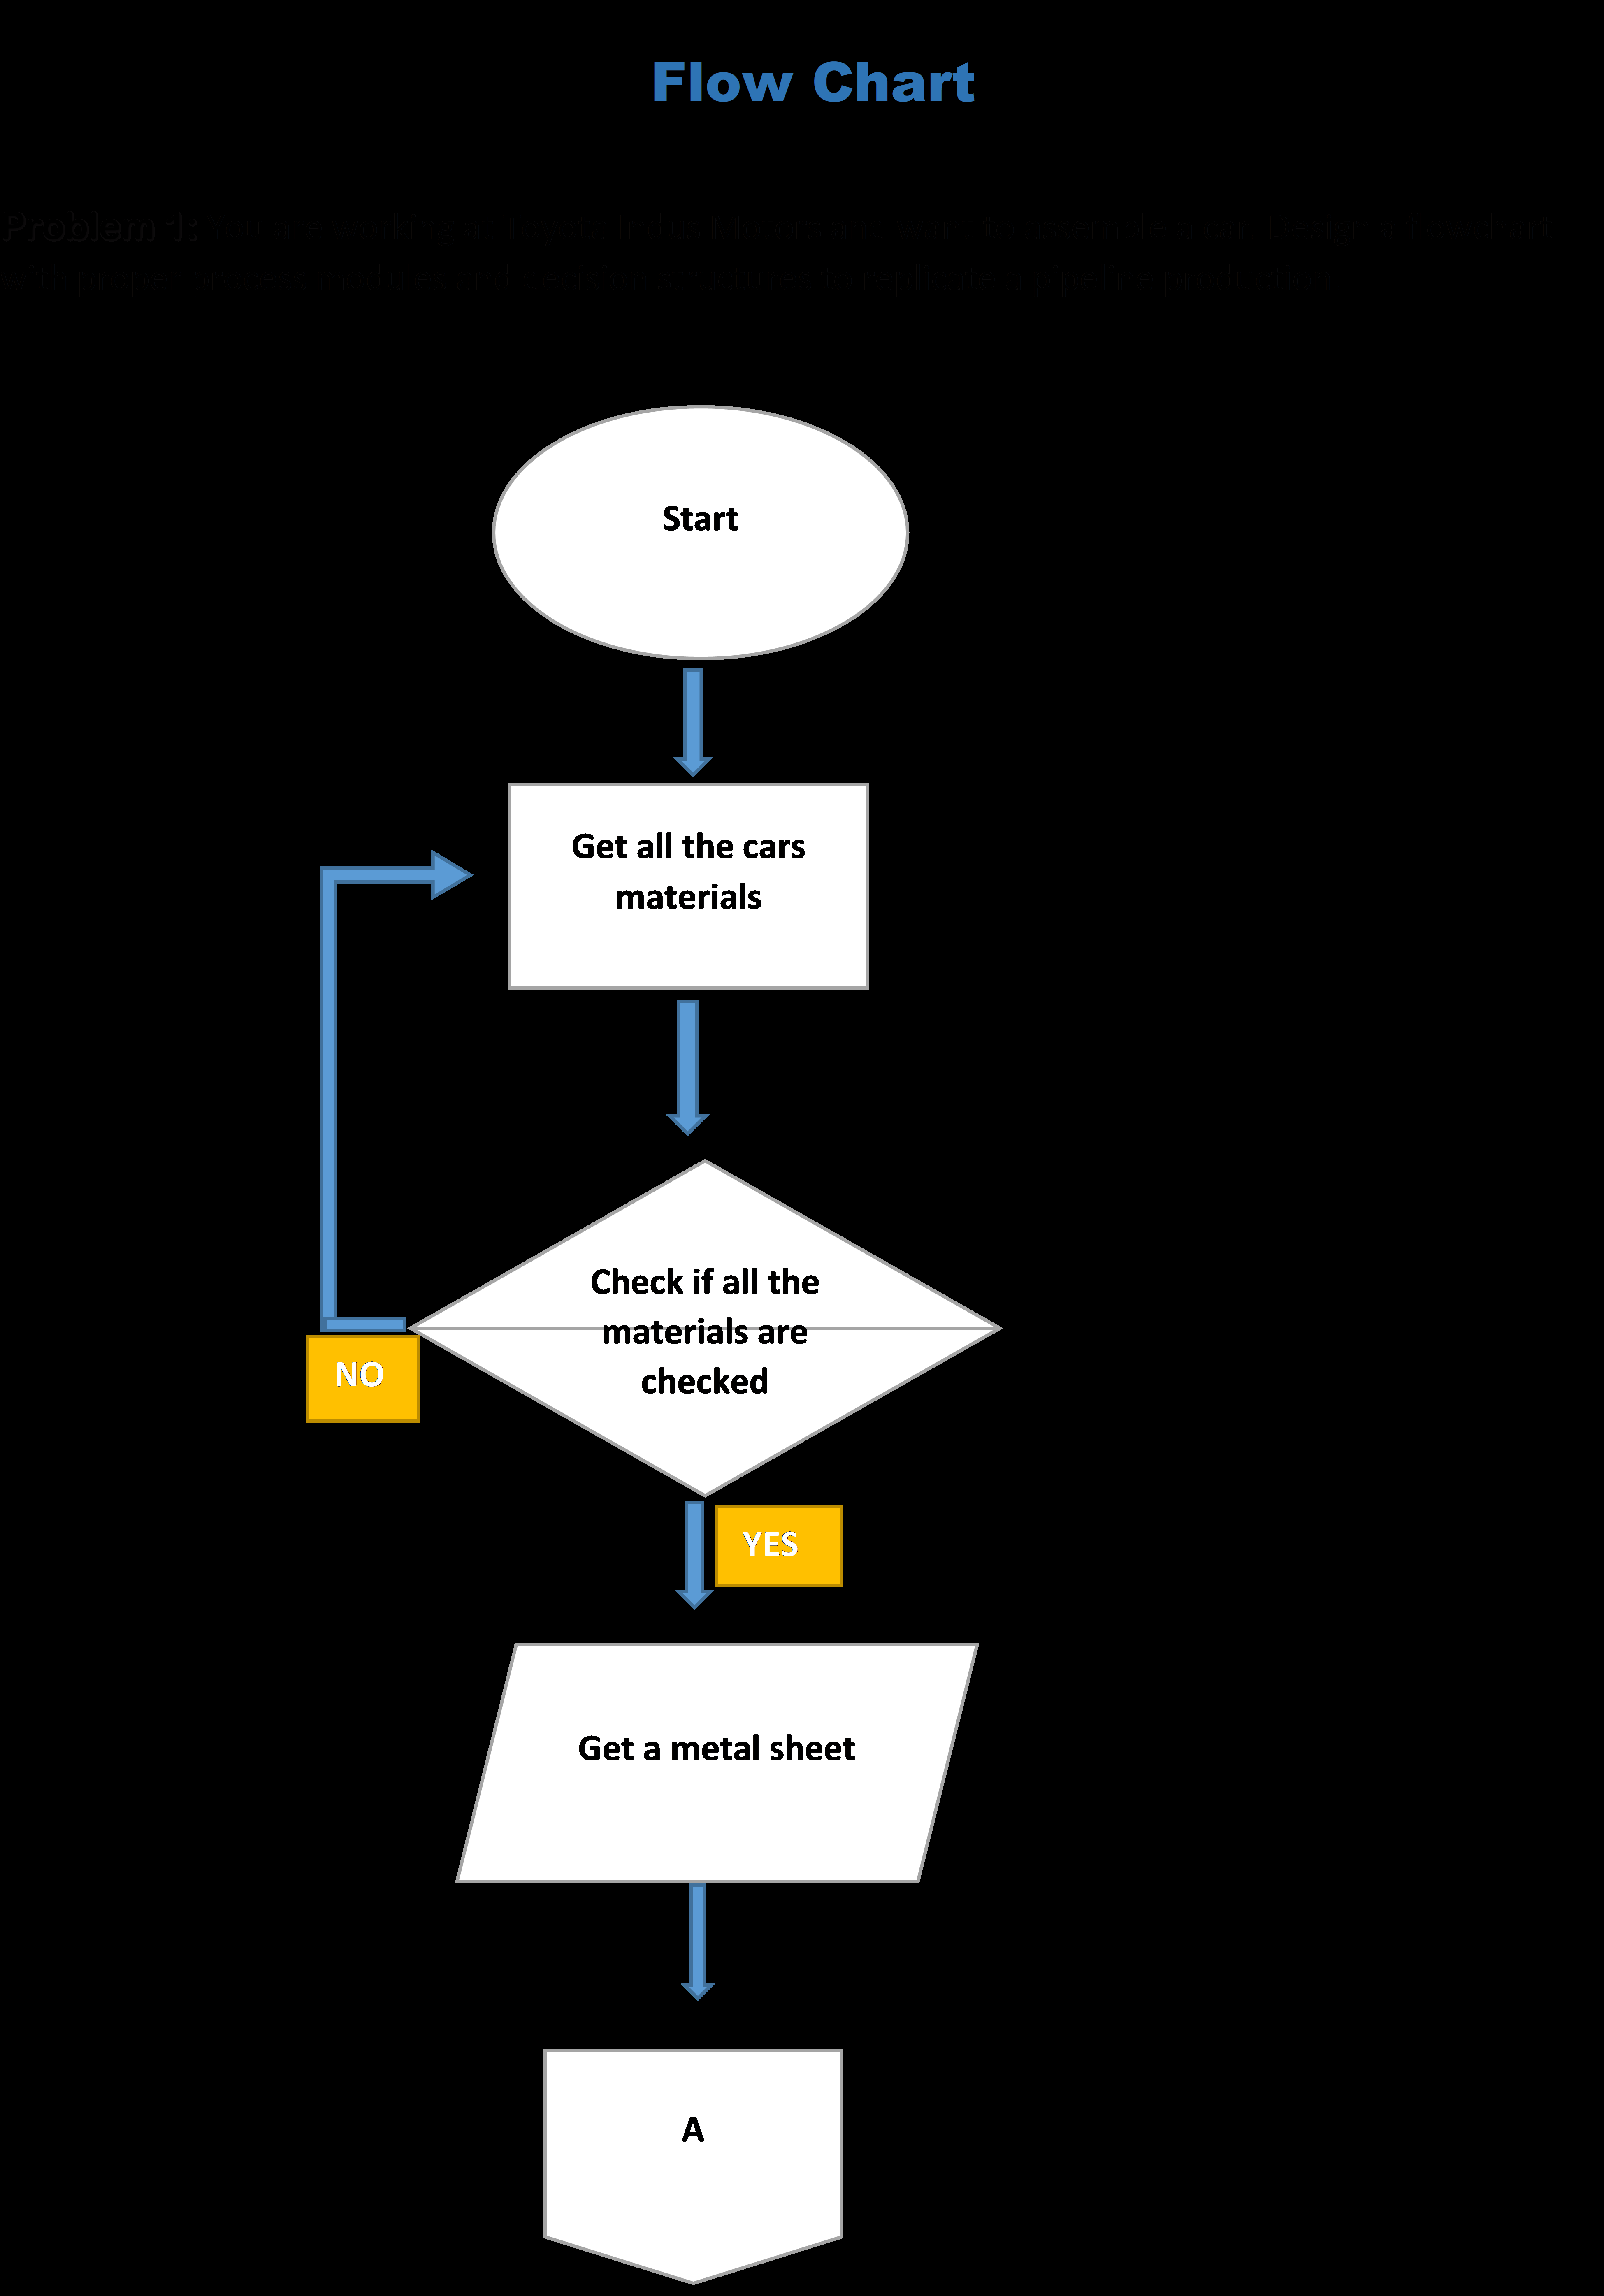 Flow Chart
Problem 1: You are working at Toyota Indus Motors and want to assemble a car. Design a flowchart
with proper process modules and decision structures to replicate a pipeline production
Start
Get all the cars
materials
Check if all the
materials are
checked
NO
YES
Get a metal sheet
A